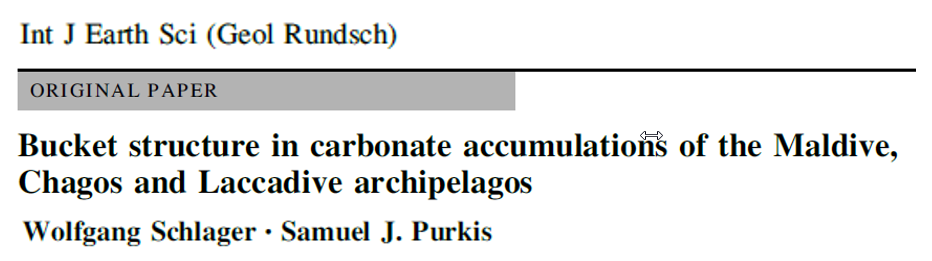 Int J Earth Sci (Geol Rundsch)
ORIGINAL PAPER
Bucket structure in carbonate accumulations of the Maldive,
Chagos and Laccadive archipelagos
Wolfgang Schlager · Samuel J. Purkis